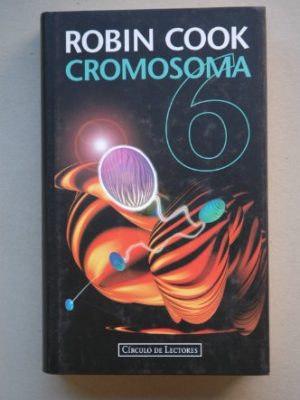 ROBIN COOK
CROMOSOMA
6
CÍRCULO DE LECTORES